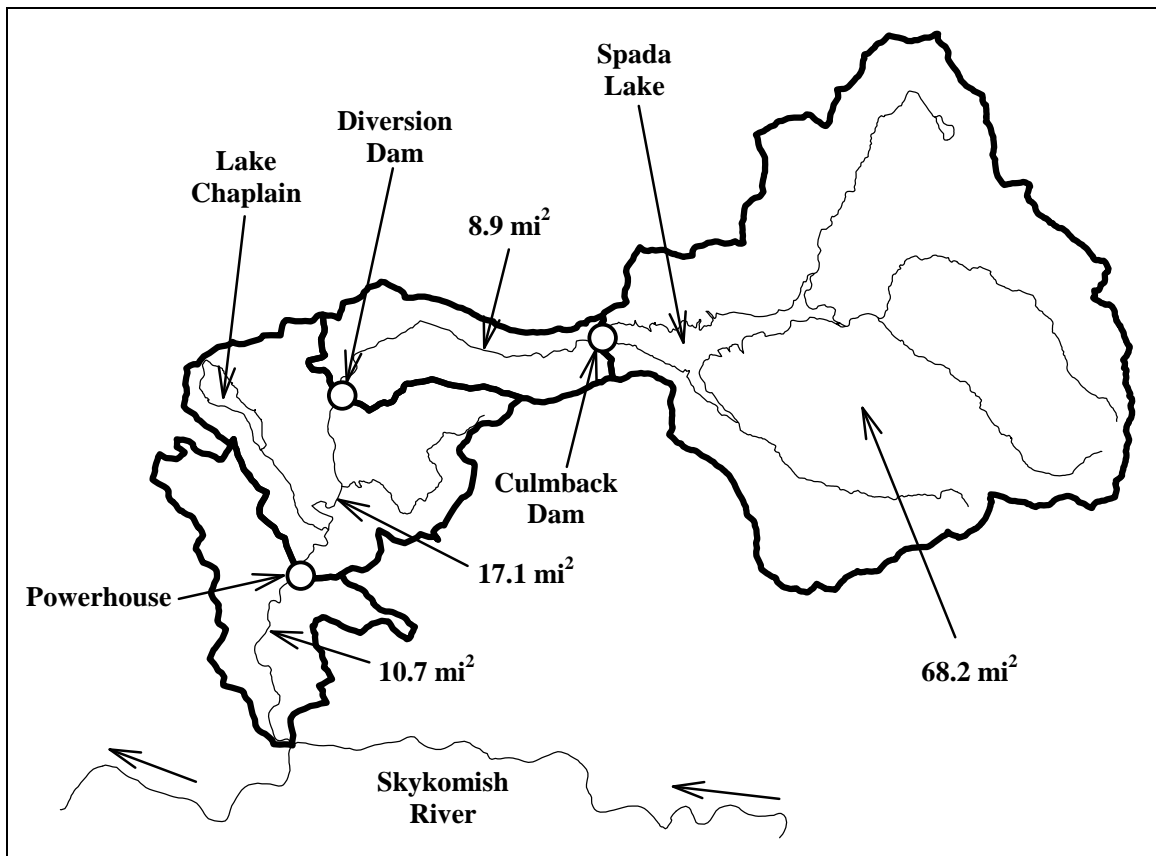 Spada
Lake
Diversion
Dam
Lake
Chaplain
8.9 mi²
Culmback
Dam
17.1 mi²
Powerhouse
10.7 mi²
68.2 mi²
Skykomish
River